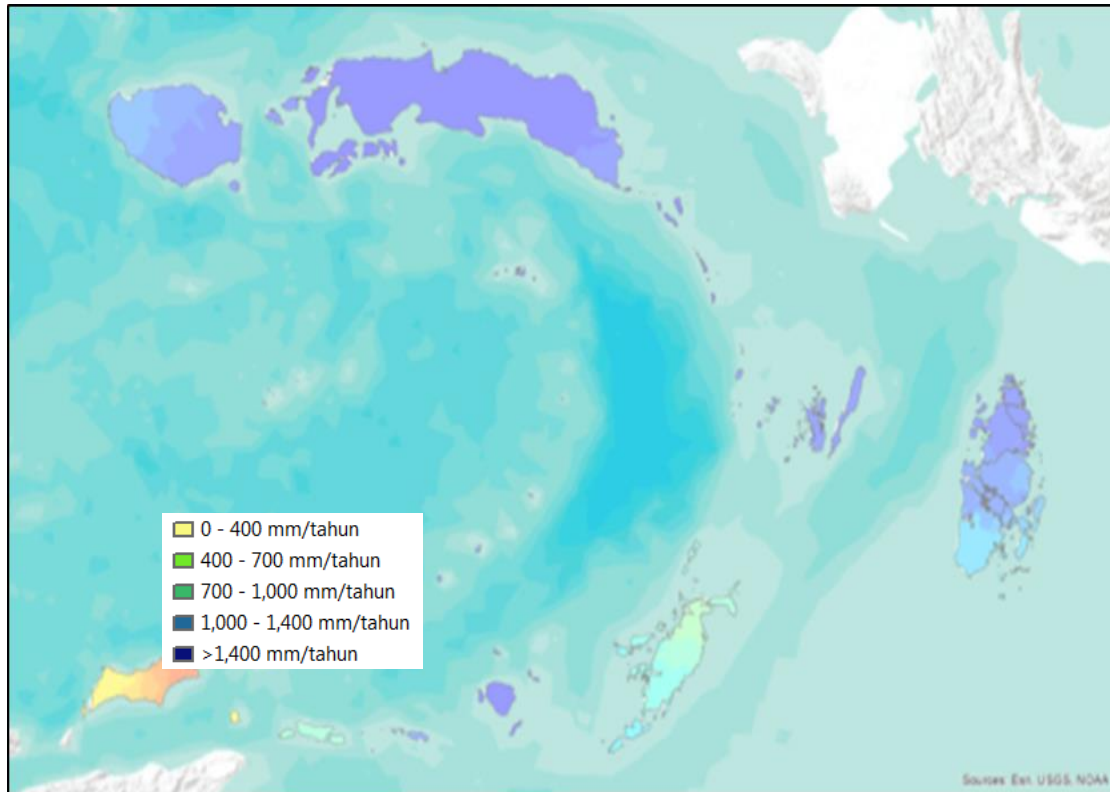 0 - 400 mm/tahun
400 - 700 mm/tahun
700 - 1,000 mm/tahun
1,000 - 1,400 mm/tahun
>1,400 mm/tahun
Sources: Esri, USGS, NOAA